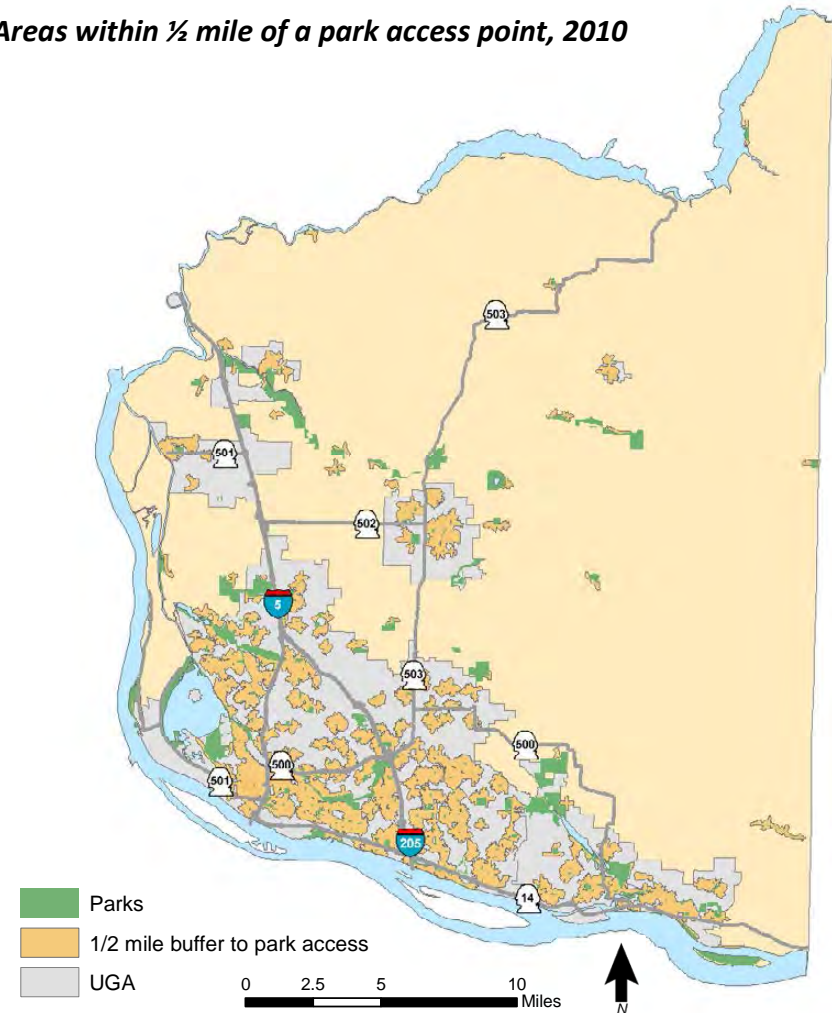 Areas within ½ mile of a park access point, 2010
503
501
502
5
503
500
500
501
205
14
Parks
1/2 mile buffer to park access
UGA
0 2.5 5 10
Miles
N